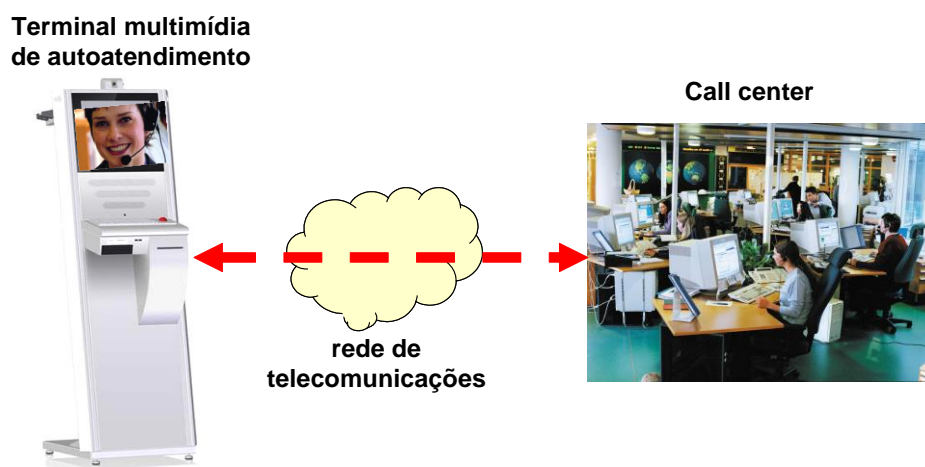 Terminal multimídia
de autoatendimento
Call center
rede de
telecomunicações